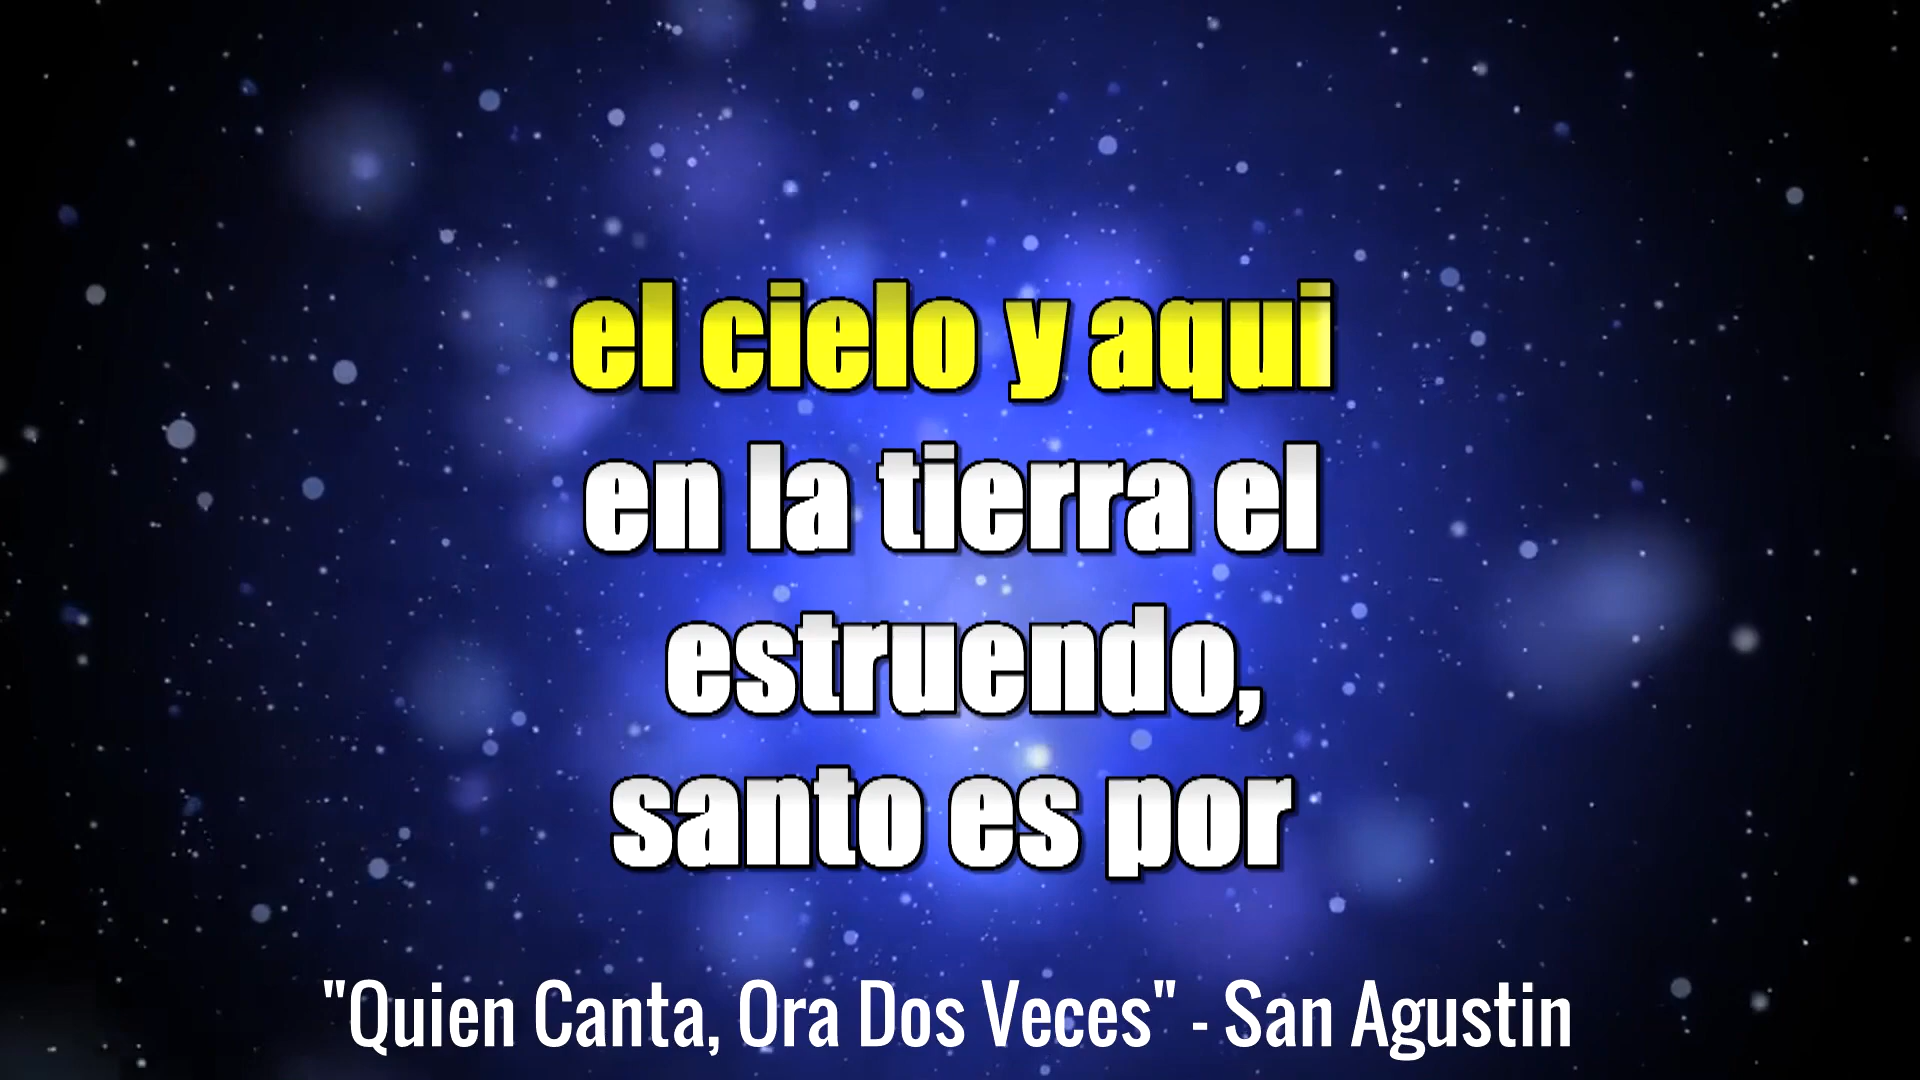 el cielo y aqui
en la tierra el
estruendo,
santo es por
"Quien Canta, Ora Dos Veces" - San Agustin